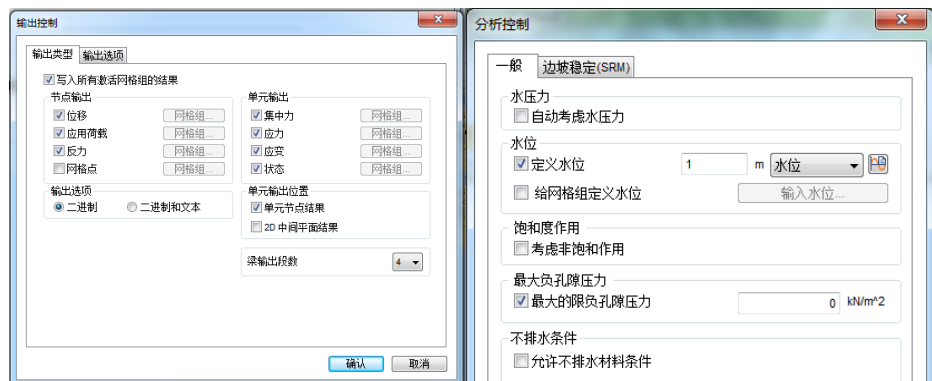 输出控制
输出类型 输出选项
写入所有激活网格组的结果
节点输出
位移 网格组...
应用荷载 网格组...
反力 网格组...
网格点 网格组...
单元输出
集中力 网格组...
应力 网格组...
应变 网格组...
状态 网格组...
输出选项
二进制 二进制和文本
单元输出位置
单元节点结果
2D 中间平面结果
梁输出段数 4
确认 取消
分析控制
一般 边坡稳定(SRM)
水压力
自动考虑水压力
水位
定义水位 1 m 水位
给网格组定义水位 输入水位...
饱和度作用
考虑非饱和作用
最大负孔隙压力
最大的限负孔隙压力 0 kN/m^2
不排水条件
允许不排水材料条件